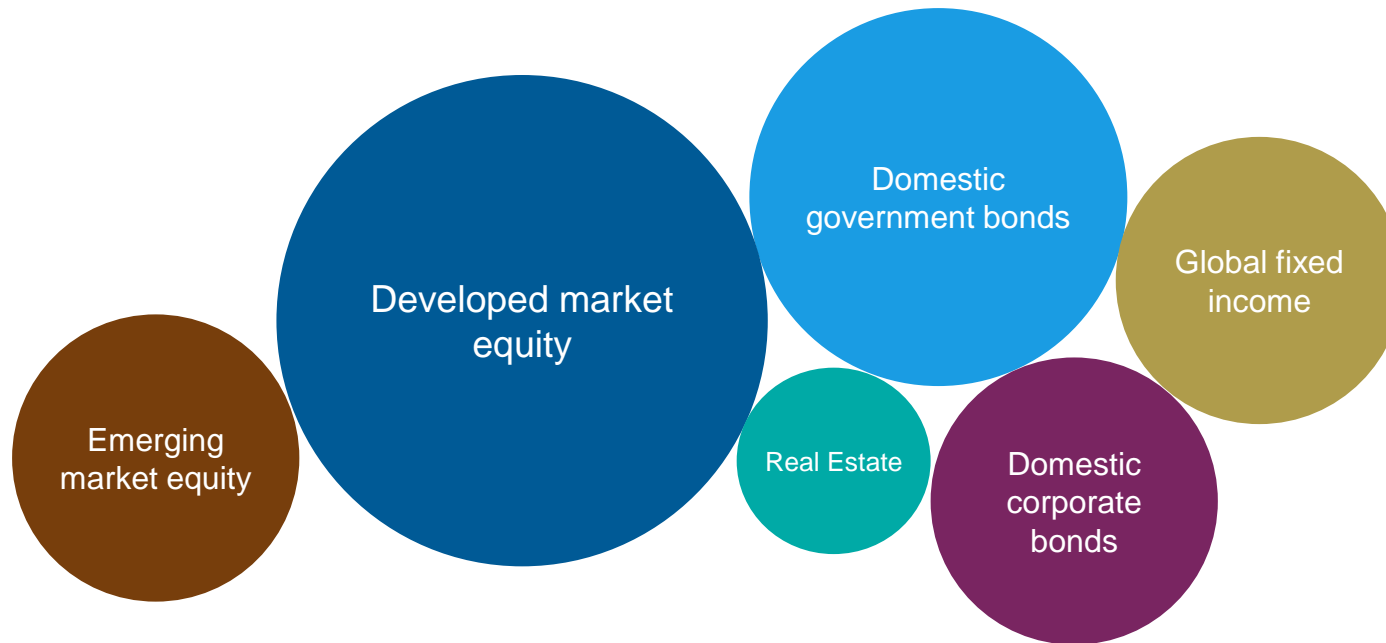 Emerging
market equity
Developed market
equity
Domestic
government bonds
Real Estate
Domestic
corporate
bonds
Global fixed
income